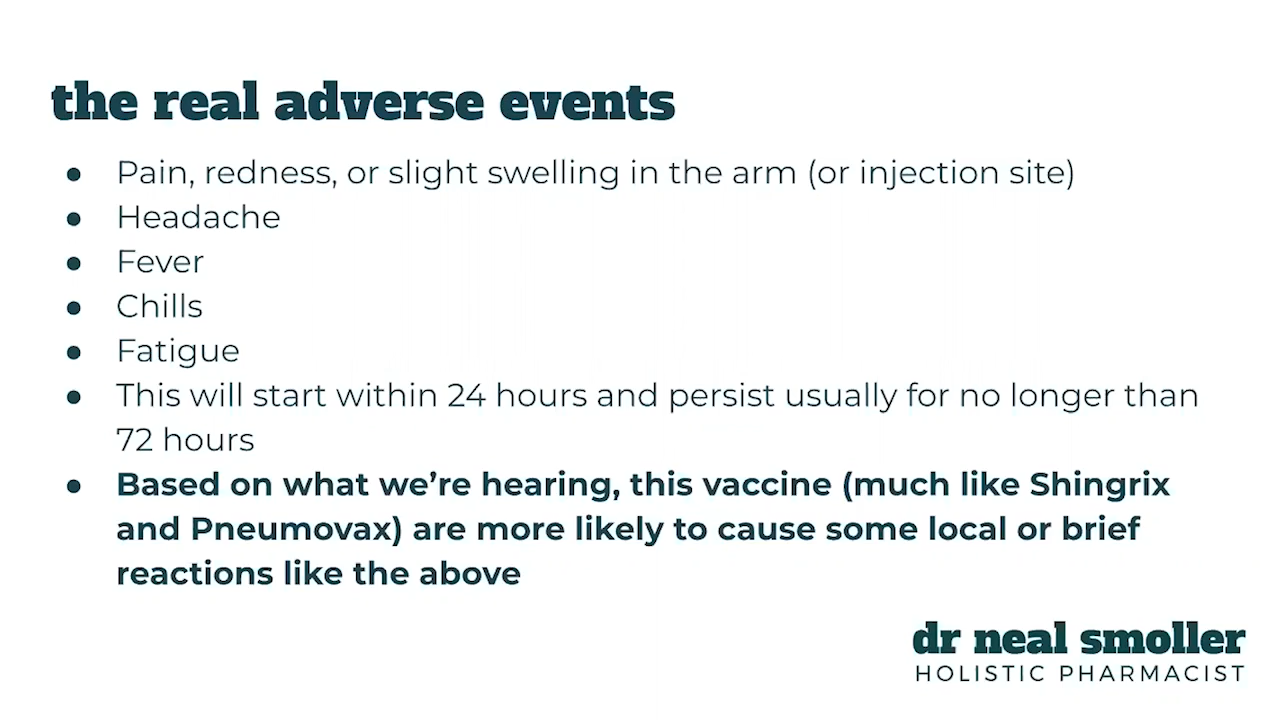 the real adverse events
● Pain, redness, or slight swelling in the arm (or injection site)
● Headache
● Fever
● Chills
● Fatigue
● This will start within 24 hours and persist usually for no longer than
72 hours
● Based on what we’re hearing, this vaccine (much like Shingrix
and Pneumovax) are more likely to cause some local or brief
reactions like the above
dr neal smoller
HOLISTIC PHARMACIST